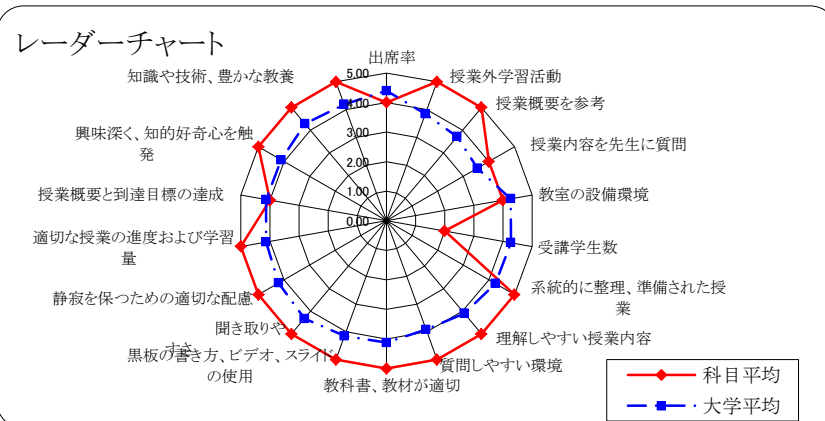 レーダーチャート
出席率
授業外学習活動
授業概要を参考
授業内容を先生に質問
教室の設備環境
受講学生数
系統的に整理、準備された授
業
理解しやすい授業内容
質問しやすい環境
教科書、教材が適切
黒板の書き方、ビデオ、スライド
の使用
聞き取りや
すさ
静寂を保つための適切な配慮
適切な授業の進度および学習
量
授業概要と到達目標の達成
興味深く、知的好奇心を触
発
知識や技術、豊かな教養
5.00
4.00
3.00
2.00
1.00
0.00
科目平均
大学平均